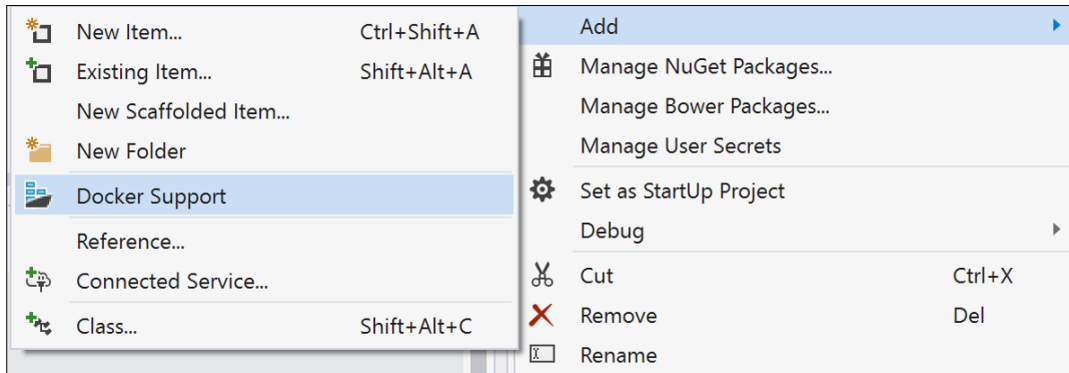 New Item... Ctrl+Shift+A
Existing Item... Shift+Alt+A
New Scaffolded Item...
New Folder
Docker Support
Reference...
Connected Service...
Class... Shift+Alt+C
Add
Manage NuGet Packages...
Manage Bower Packages...
Manage User Secrets
Set as StartUp Project
Debug
Cut Ctrl+X
Remove Del
Rename